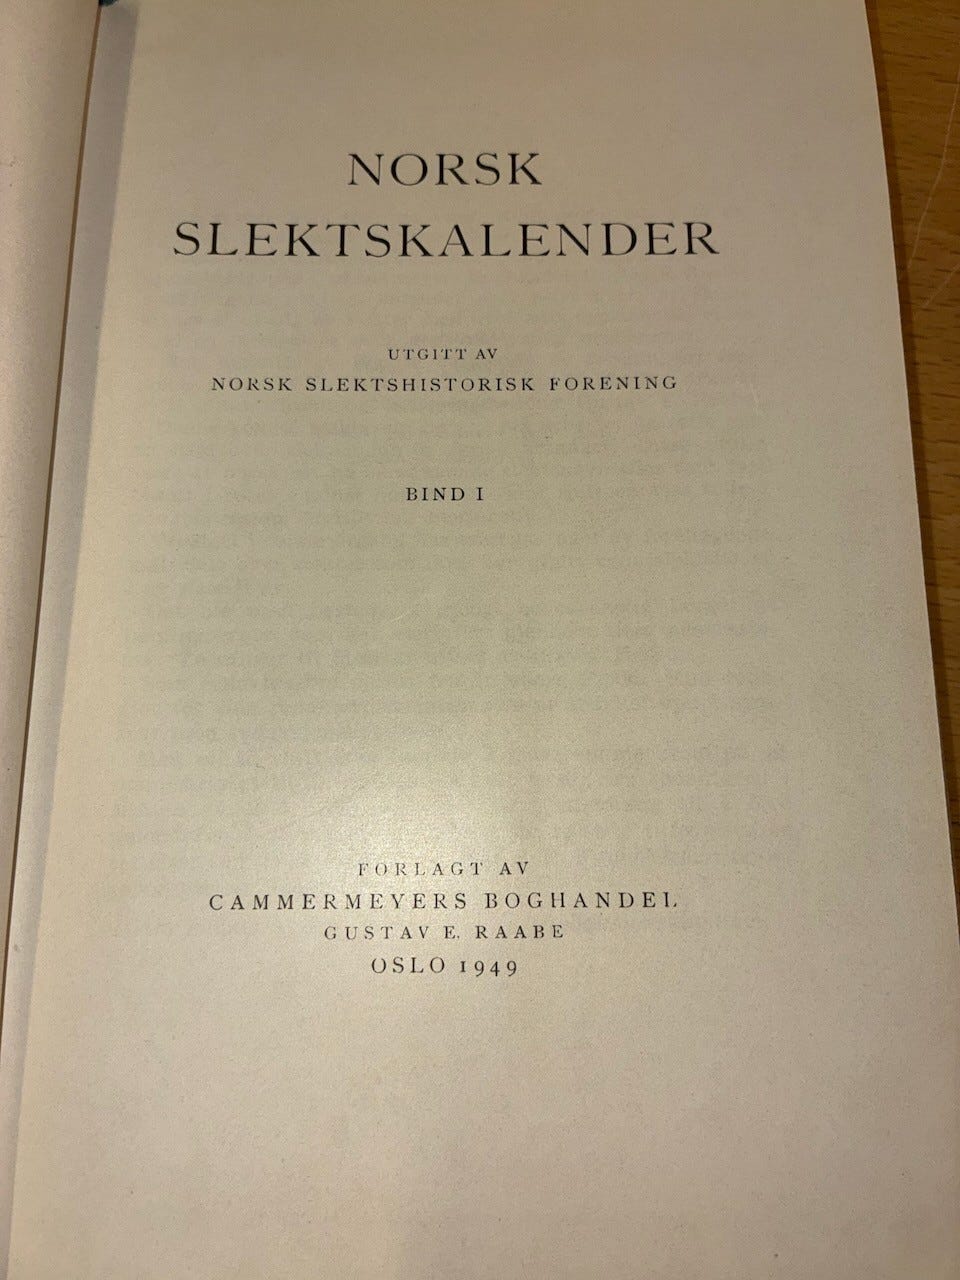 NORSK
SLEKTSKALENDER
UTGITT AV
NORSK SLEKTSHISTORISK FORENING
BIND I
FORLAGT AV
CAMMERMEYERS BOGHANDEL
GUSTAV E. RAABE
OSLO 1949